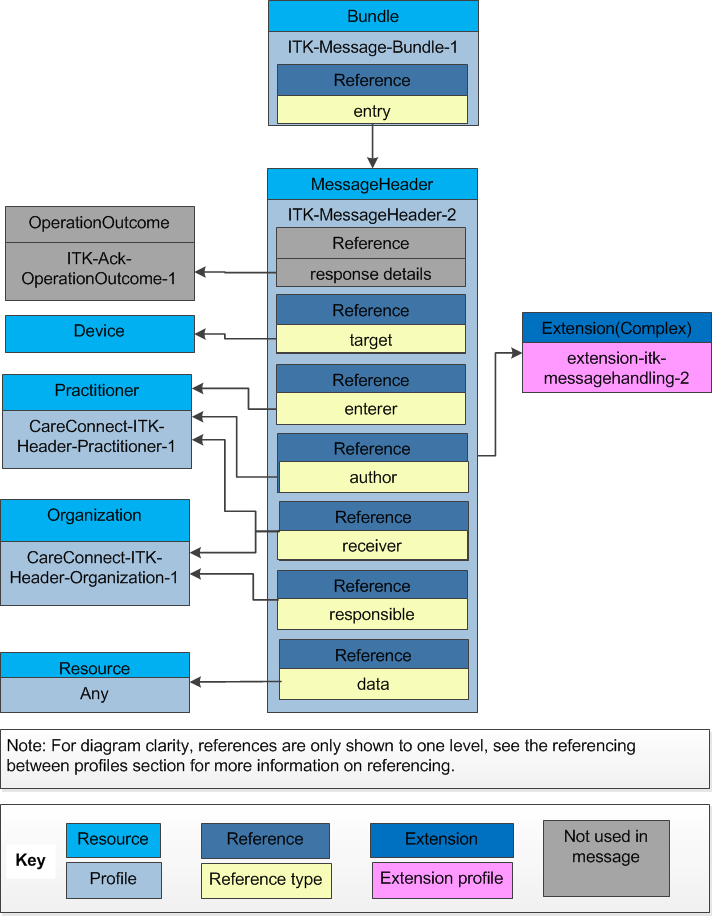 Bundle
ITK-Message-Bundle-1
Reference
entry
MessageHeader
ITK-MessageHeader-2
Reference
response details
Reference
target
Reference
enterer
Reference
author
Reference
receiver
Reference
responsible
Reference
data
OperationOutcome
ITK-Ack-
OperationOutcome-1
Device
Practitioner
CareConnect-ITK-
Header-Practitioner-1
Organization
CareConnect-ITK-
Header-Organization-1
Resource
Any
Extension(Complex)
extension-itk-
messagehandling-2
Note: For diagram clarity, references are only shown to one level, see the referencing
between profiles section for more information on referencing.
Key
Resource
Profile
Reference
Reference type
Extension
Extension profile
Not used in
message